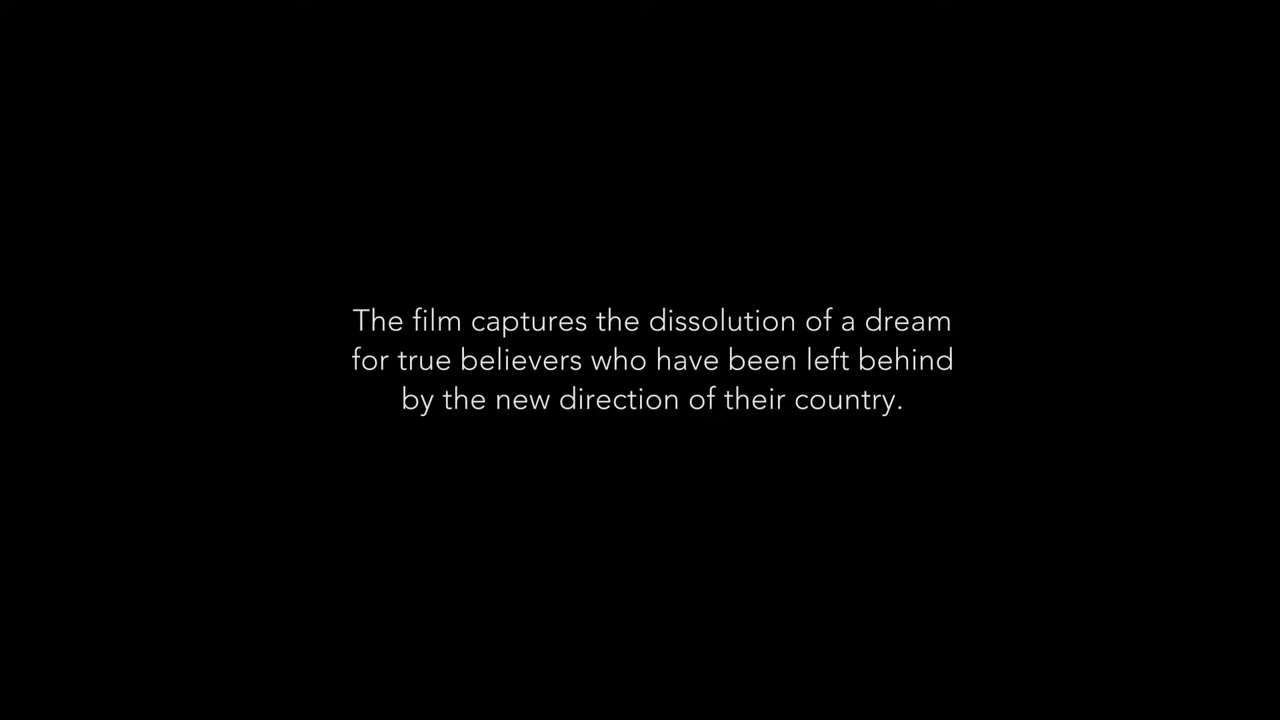 The film captures the dissolution of a dream
for true believers who have been left behind
by the new direction of their country.